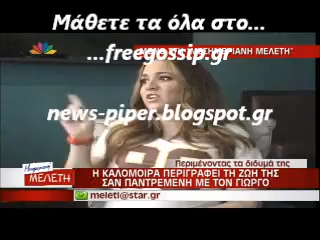 Μάθετε τα όλα στο...
...freegossip.gr
news-piper.blogspot.gr
Περιμένοντας τα δίδυμά της
ΜΕΛΕΤΗ
Η ΚΑΛΟΜΟΙΡΑ ΠΕΡΙΓΡΑΦΕΙ ΤΗ ΖΩΗ ΤΗΣ
ΣΑΝ ΠΑΝΤΡΕΜΕΝΗ ΜΕ ΤΟΝ ΓΙΩΡΓΟ
meleti@star.gr